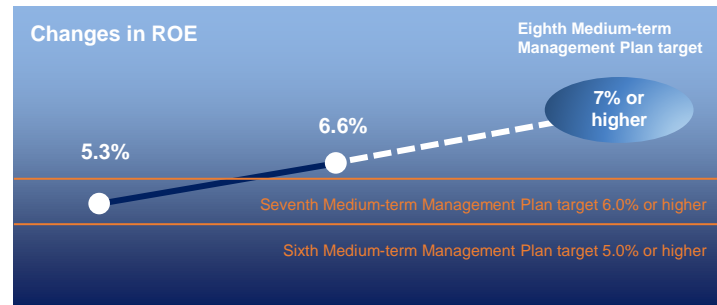 Changes in ROE
Eighth Medium-term
Management Plan target
7% or
higher
6.6%
5.3%
Seventh Medium-term Management Plan target 6.0% or higher
Sixth Medium-term Management Plan target 5.0% or higher